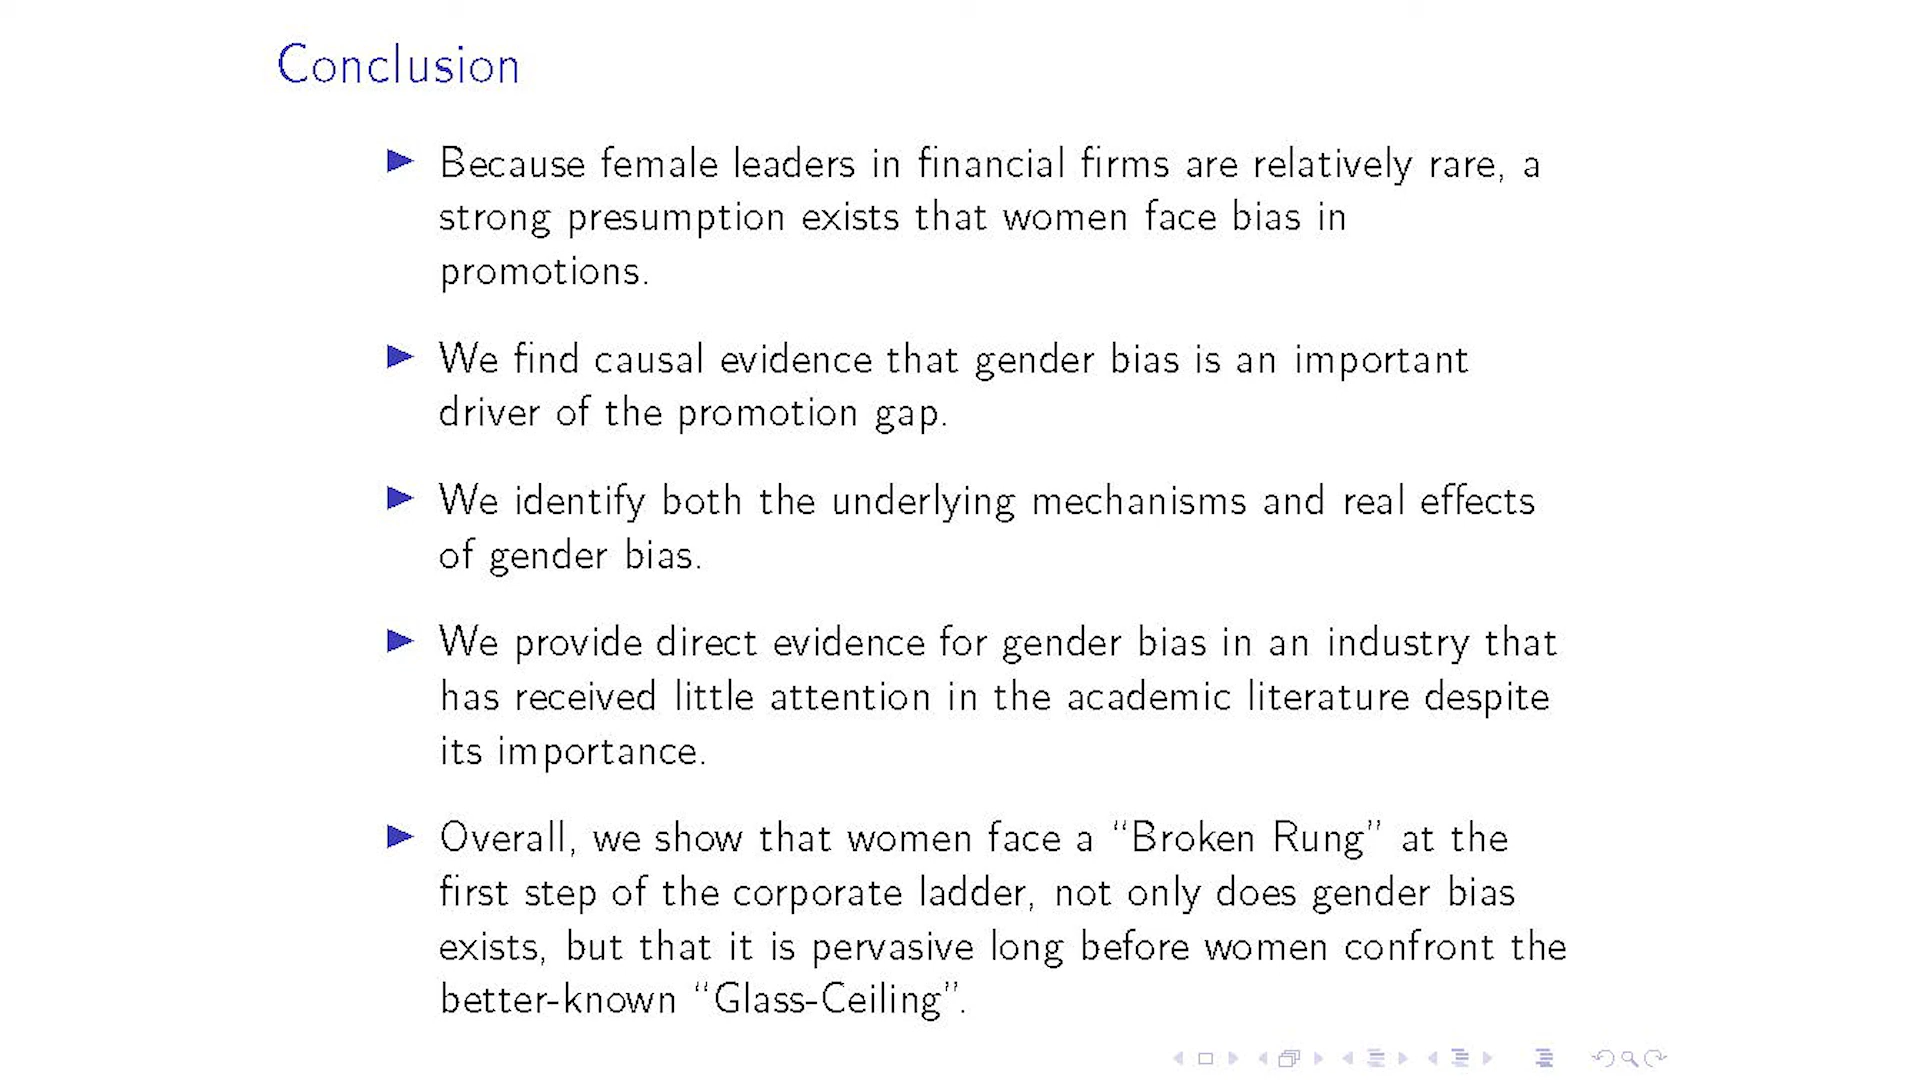 Conclusion
Because female leaders in financial firms are relatively rare, a
strong presumption exists that women face bias in
promotions.
We find causal evidence that gender bias is an important
driver of the promotion gap.
We identify both the underlying mechanisms and real effects
of gender bias.
We provide direct evidence for gender bias in an industry that
has received little attention in the academic literature despite
its importance.
Overall, we show that women face a “Broken Rung” at the
first step of the corporate ladder, not only does gender bias
exists, but that it is pervasive long before women confront the
better-known “Glass-Ceiling”.